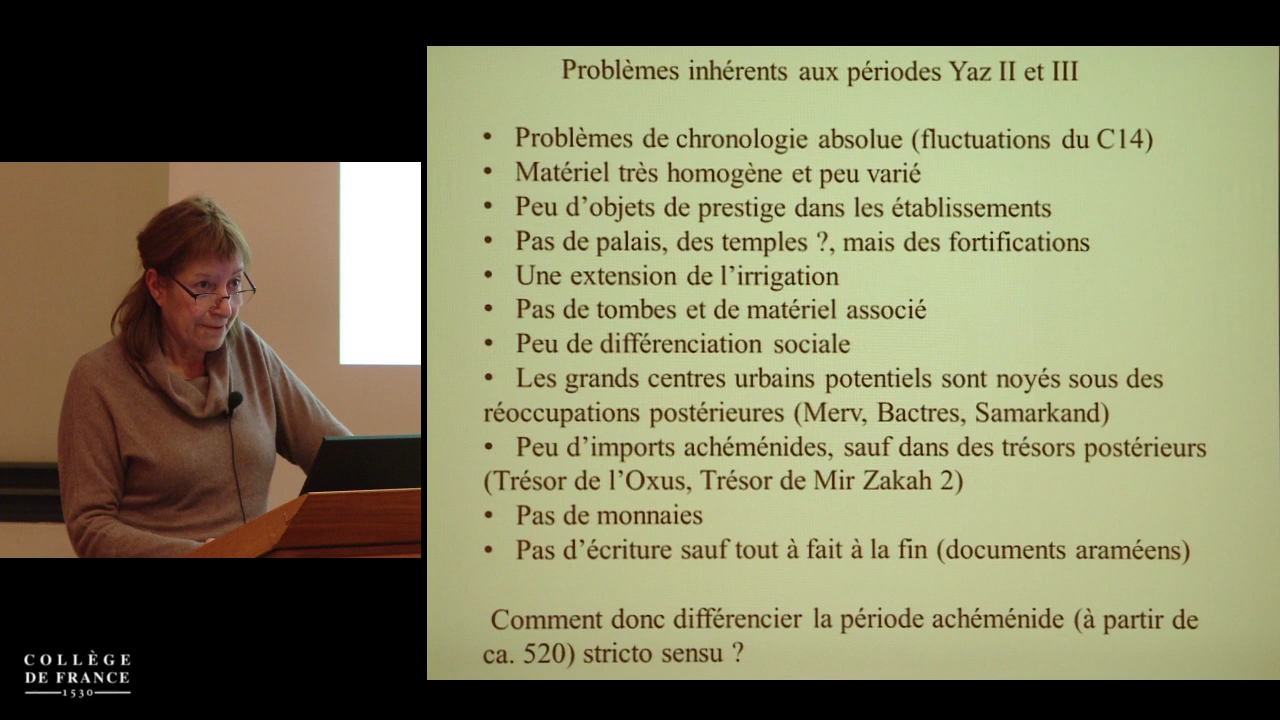 Problèmes inhérents aux périodes Yaz II et III
• Problèmes de chronologie absolue (fluctuations du C14)
• Matériel très homogène et peu varié
• Peu d’objets de prestige dans les établissements
• Pas de palais, des temples ?, mais des fortifications
• Une extension de l’irrigation
• Pas de tombes et de matériel associé
• Peu de différenciation sociale
• Les grands centres urbains potentiels sont noyés sous des
réoccupations postérieures (Merv, Bactres, Samarkand)
• Peu d’imports achéménides, sauf dans des trésors postérieurs
(Trésor de l’Oxus, Trésor de Mir Zakah 2)
• Pas de monnaies
• Pas d’écriture sauf tout à fait à la fin (documents araméens)
Comment donc différencier la période achéménide (à partir de
ca. 520) stricto sensu ?
COLLÈGE
DE FRANCE
1530